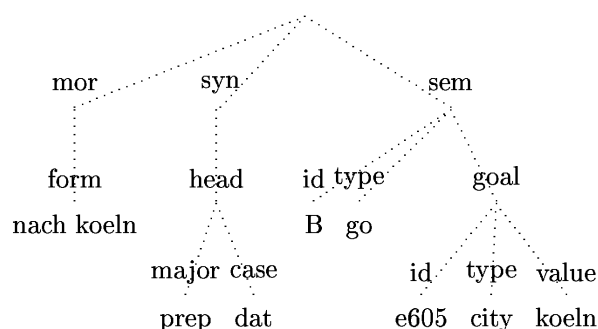 mor syn sem
form head id type goal
nach koeln B go
major case id type value
prep dat e605 city koeln